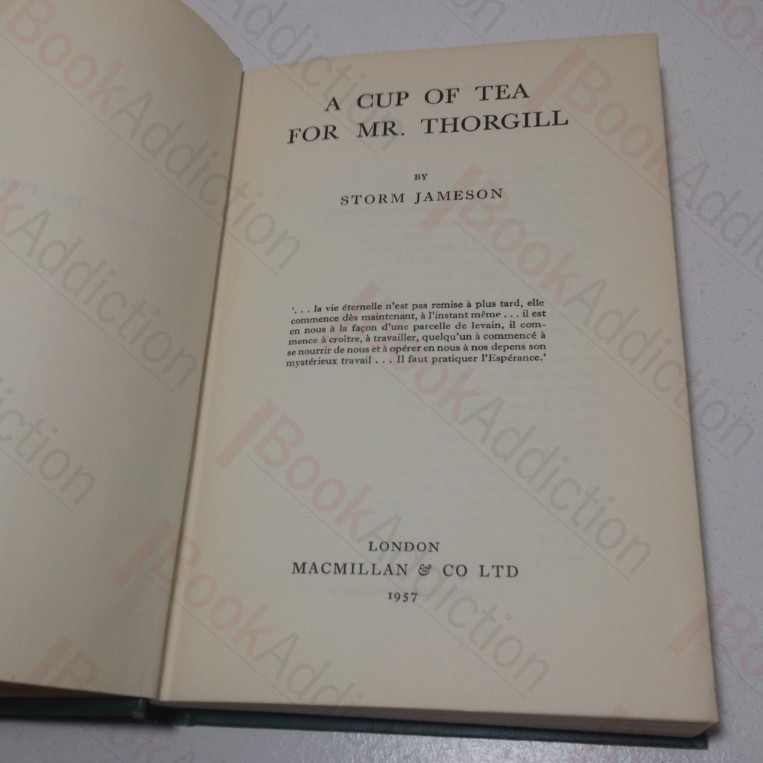 A CUP OF TEA
FOR MR. THORGILL
BY
STORM JAMESON
‘. . . la vie éternelle n'est pas remise à plus tard, elle
commence dès maintenant, à l'instant même . . . il est
en nous à la façon d'une parcelle de levain, il com-
mence à croître, à travailler, quelqu'un a commencé à
se nourrir de nous et à opérer en nous à nos depens son
mystérieux travail . . . Il faut pratiquer l'Espérance.’
LONDON
MACMILLAN & CO LTD
1957
BookAddiction